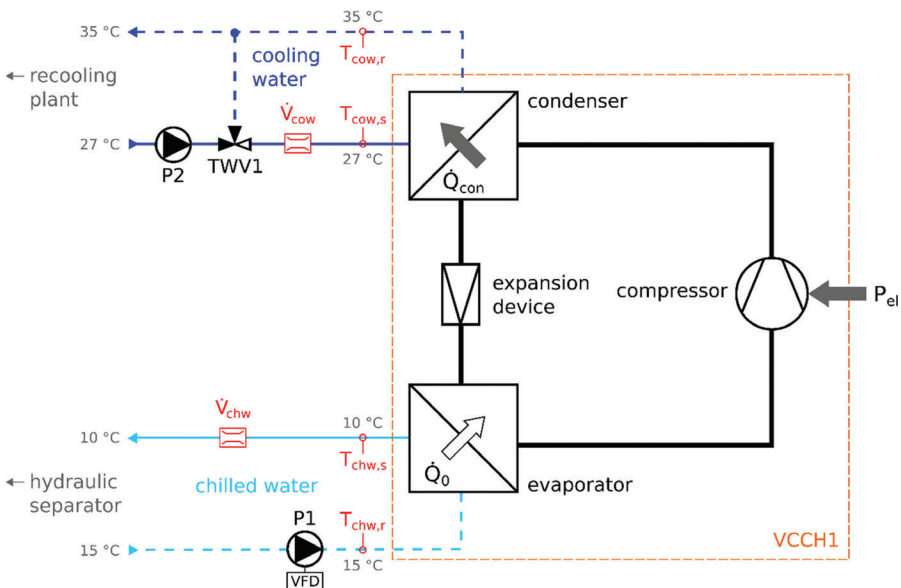 35 °C
35 °C
T_cow,r
cooling
water
recooling
plant
V̇_cow
T_cow,s
condenser
27 °C
27 °C
P2
TWV1
Q̇_con
expansion
device
compressor
P_el
V̇_chw
10 °C
10 °C
T_chw,s
Q̇_0
evaporator
hydraulic
separator
chilled water
P1
T_chw,r
15 °C
15 °C
VFD
VCCH1